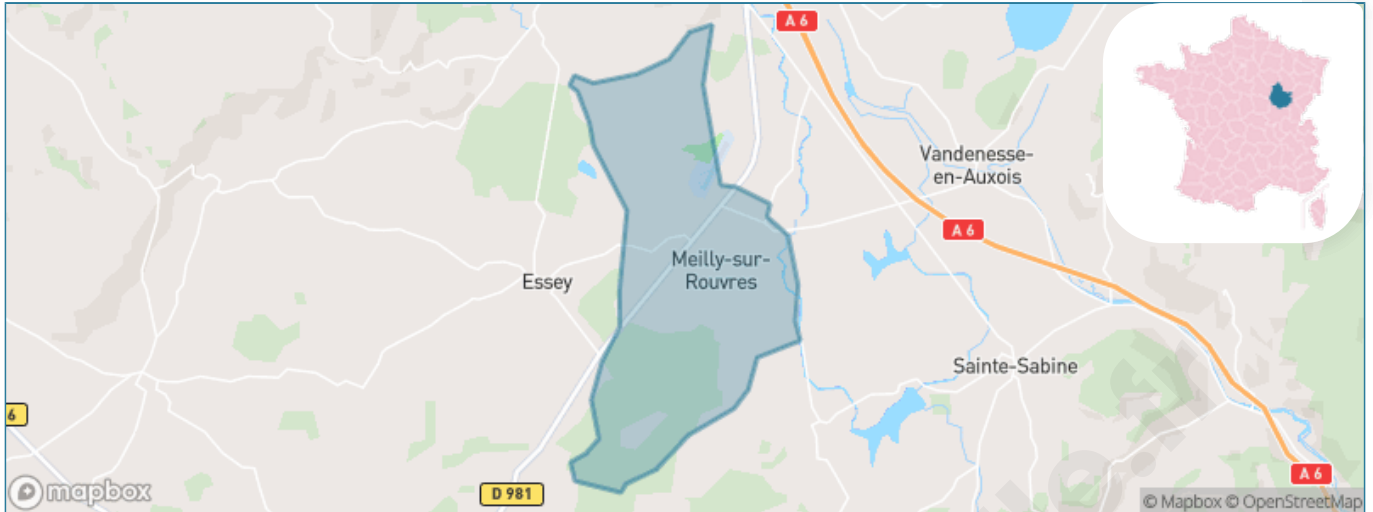 A 6
Vandenesse-
en-Auxois
A 6
Meilly-sur-
Rouvres
Essey
Sainte-Sabine
6
D 981
A 6
mapbox
© Mapbox © OpenStreetMap